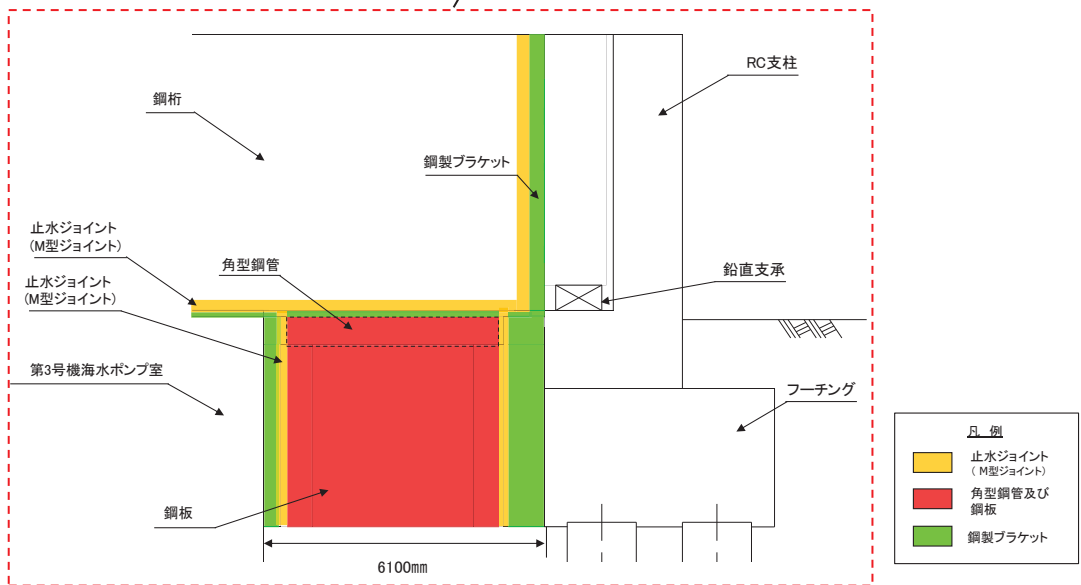 RC支柱
鋼桁
鋼製ブラケット
止水ジョイント
(M型ジョイント)
角型鋼管
鉛直支承
止水ジョイント
(M型ジョイント)
第3号機海水ポンプ室
フーチング
鋼板
6100mm
凡 例
止水ジョイント
( M型ジョイント)
角型鋼管及び
鋼板
鋼製ブラケット